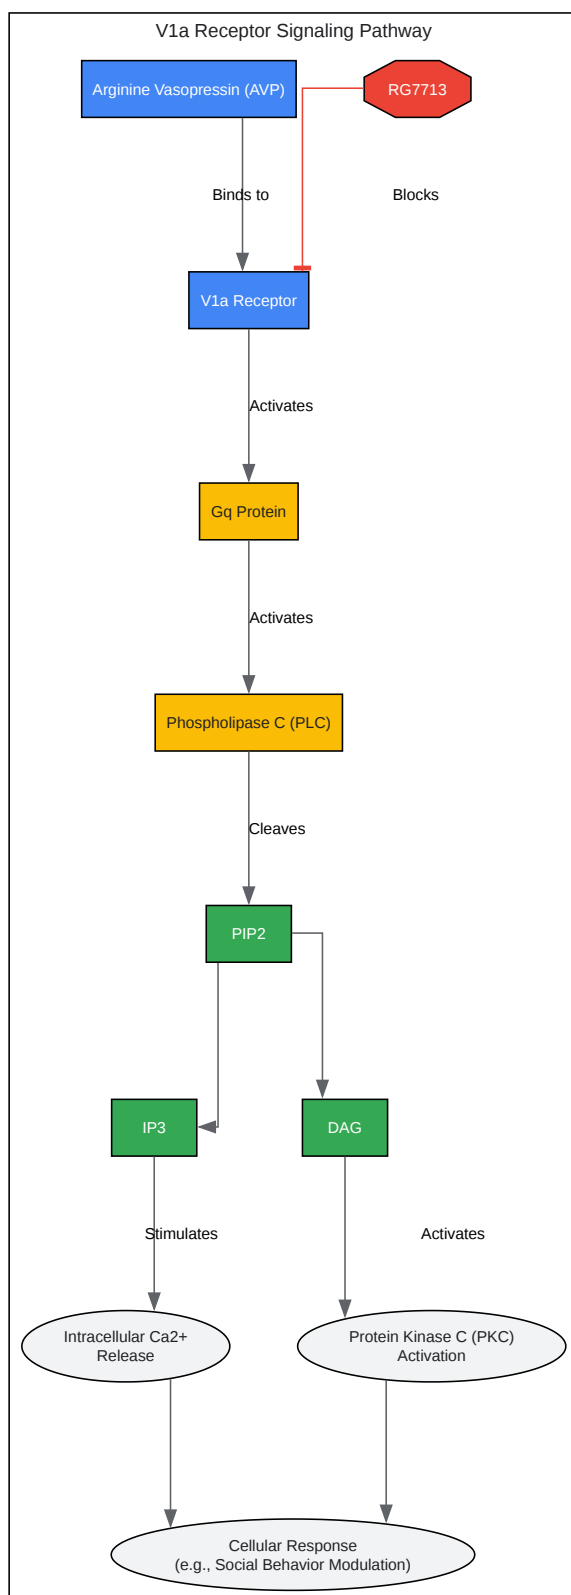 V1a Receptor Signaling Pathway
Arginine Vasopressin (AVP)
RG7713
Binds to
Blocks
V1a Receptor
Activates
Gq Protein
Activates
Phospholipase C (PLC)
Cleaves
PIP2
IP3
DAG
Stimulates
Activates
Intracellular Ca2+
Release
Protein Kinase C (PKC)
Activation
Cellular Response
(e.g., Social Behavior Modulation)